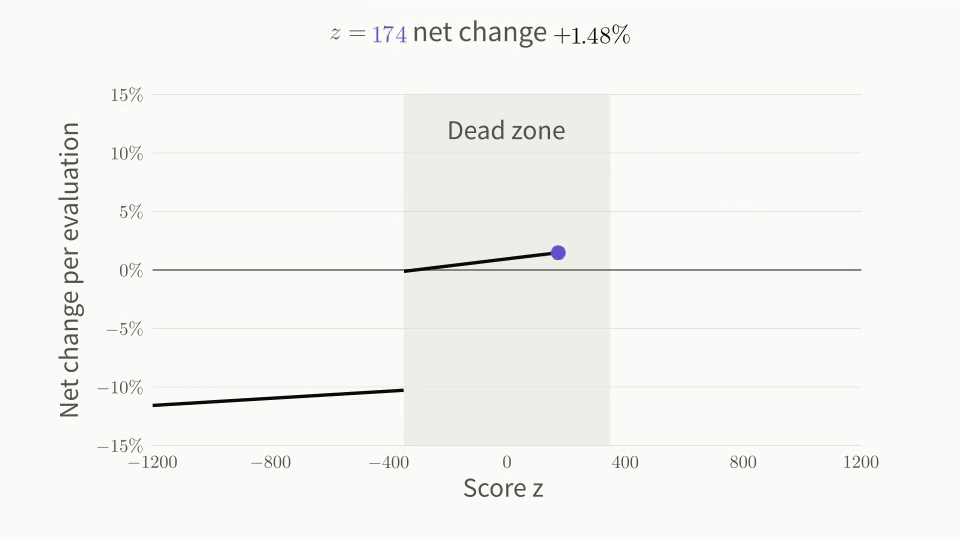 z = 174 net change +1.48%
15%
Dead zone
10%
5%
0%
−5%
−10%
−15%
Net change per evaluation
−1200 −800 −400 0 400 800 1200
Score z